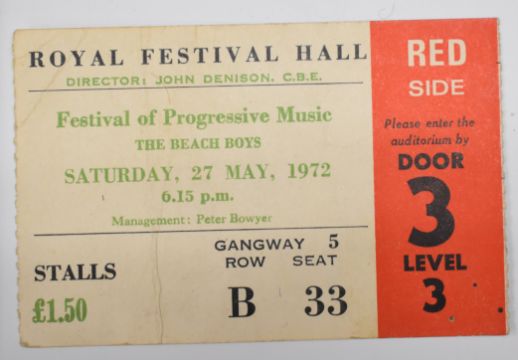 ROYAL FESTIVAL HALL
DIRECTOR: JOHN DENISON. C.B.E.
Festival of Progressive Music
THE BEACH BOYS
SATURDAY, 27 MAY, 1972
6.15 p.m.
Management: Peter Bowyer
STALLS
£1.50
GANGWAY 5
ROW SEAT
B 33
RED
SIDE
Please enter the
auditorium by
DOOR
3
LEVEL
3